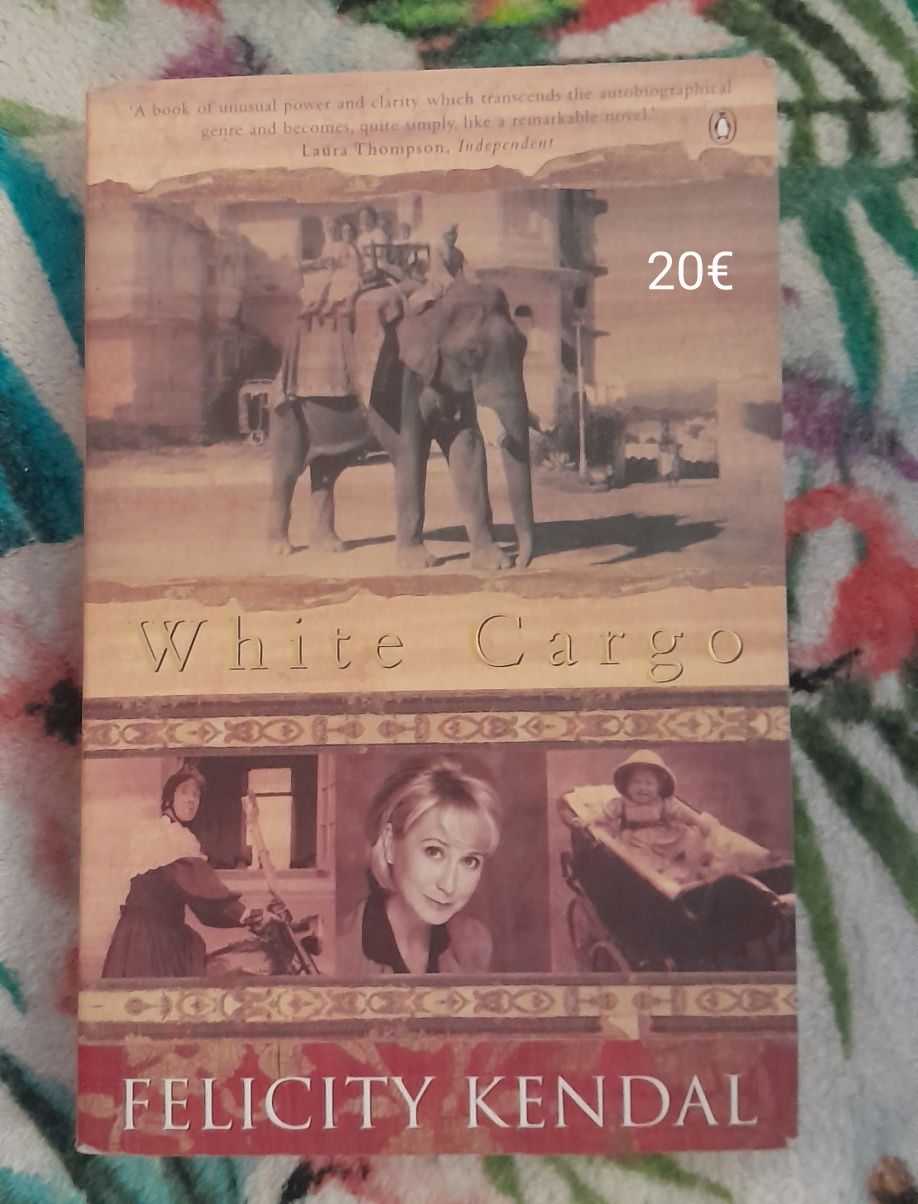 'A book of unusual power and clarity which transcends the autobiographical
genre and becomes, quite simply, like a remarkable novel.'
Laura Thompson, Independent
20€
White Cargo
FELICITY KENDAL